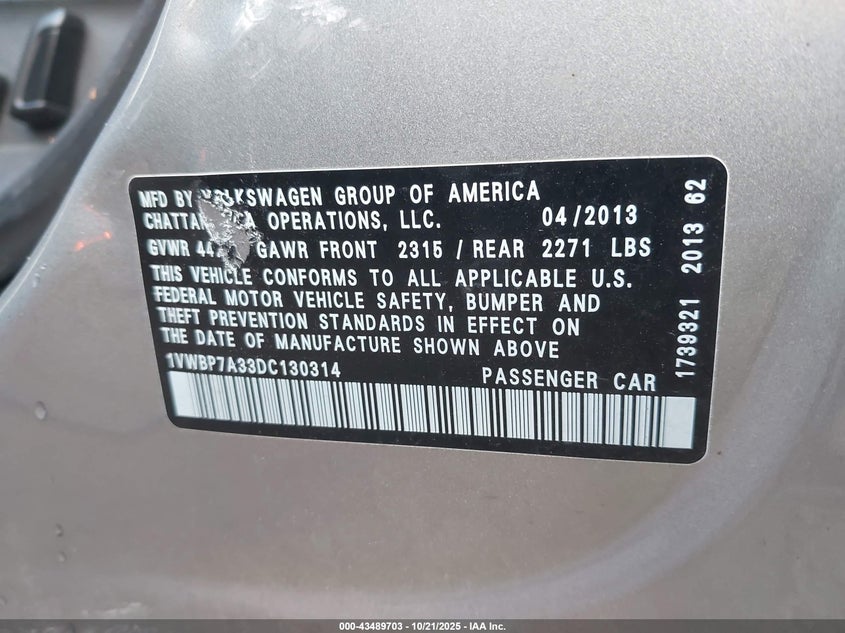 MFD BY VOLKSWAGEN GROUP OF AMERICA
OPERATIONS, LLC. 04/2013
GVWR GAWR FRONT 2315 / REAR 2271 LBS
THIS VEHICLE CONFORMS TO ALL APPLICABLE U.S.
FEDERAL MOTOR VEHICLE SAFETY, BUMPER AND
THEFT PREVENTION STANDARDS IN EFFECT ON
THE DATE OF MANUFACTURE SHOWN ABOVE
1VWBP7A33DC130314 PASSENGER CAR
1739321 2013 62
000-43489703 - 10/21/2025 - IAA Inc.